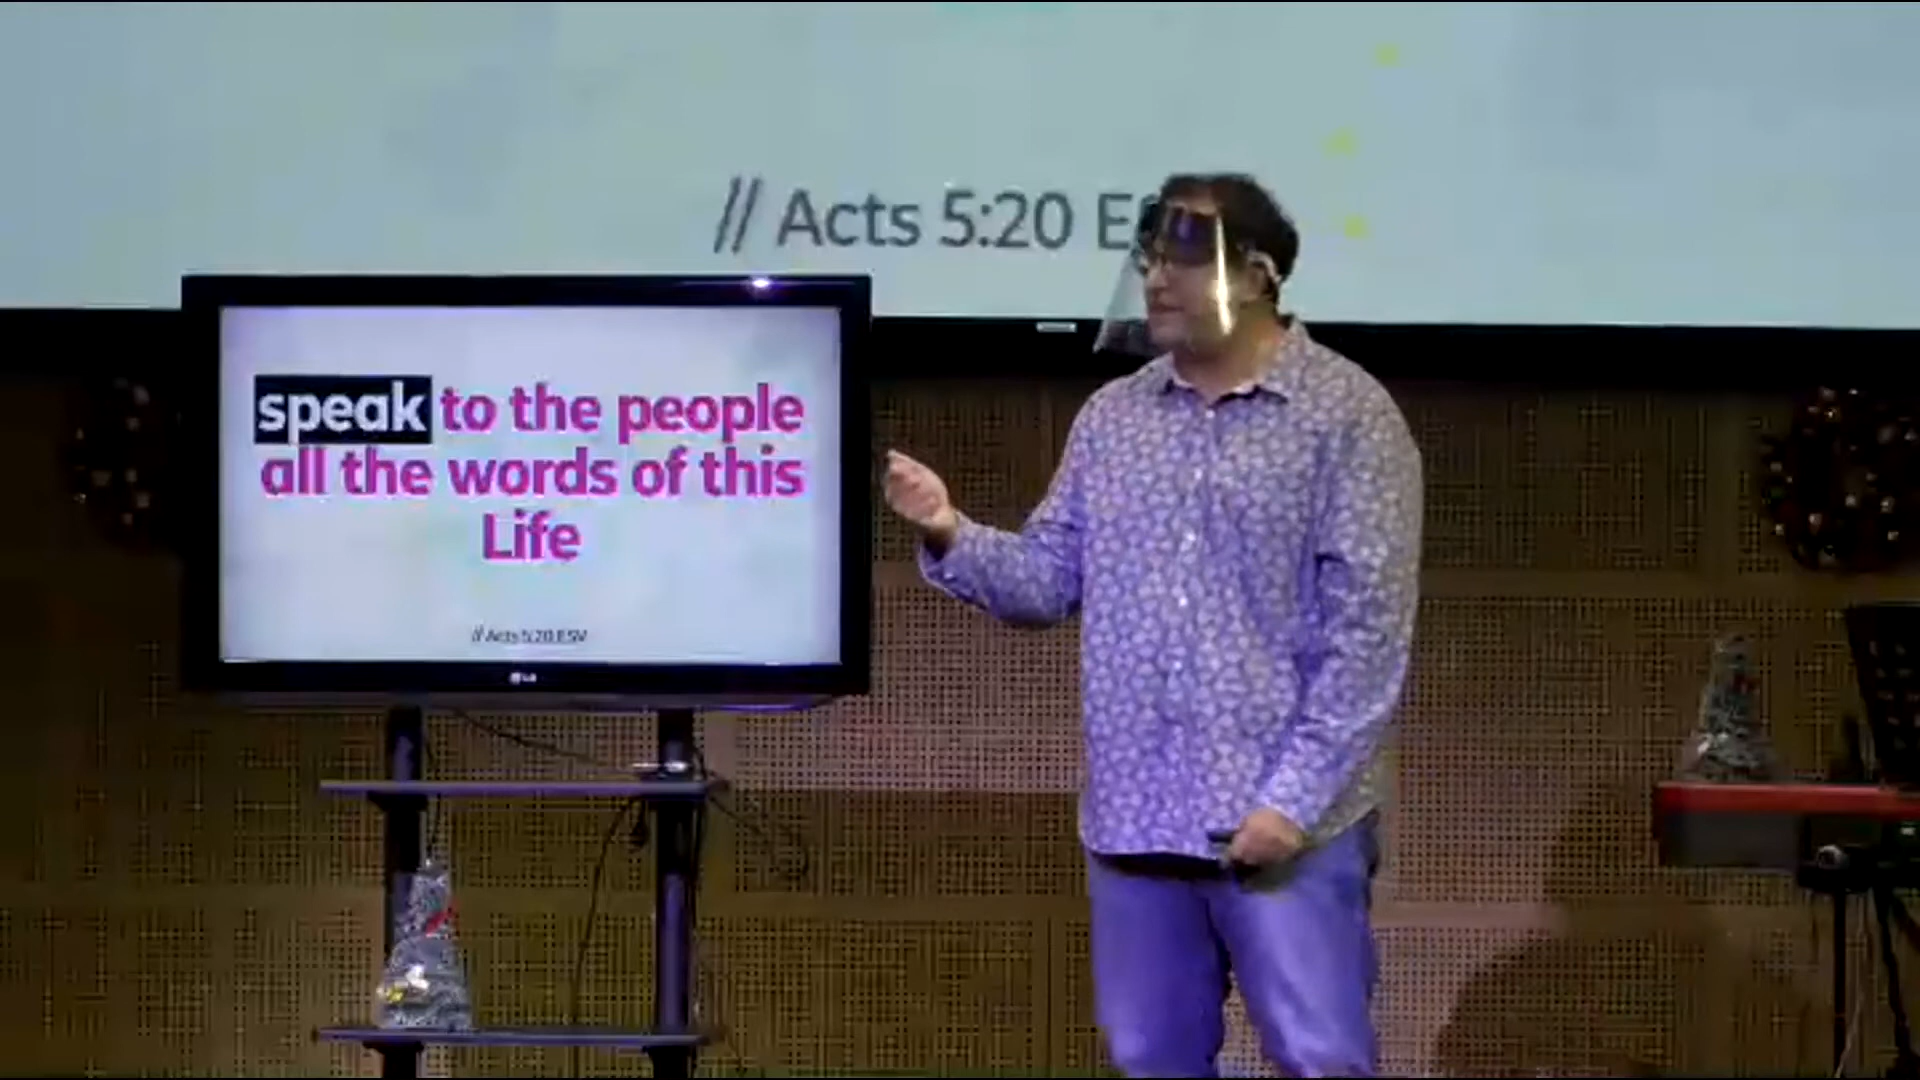 // Acts 5:20 E
speak to the people
all the words of this
Life
// Acts 5:20 ESV
LG